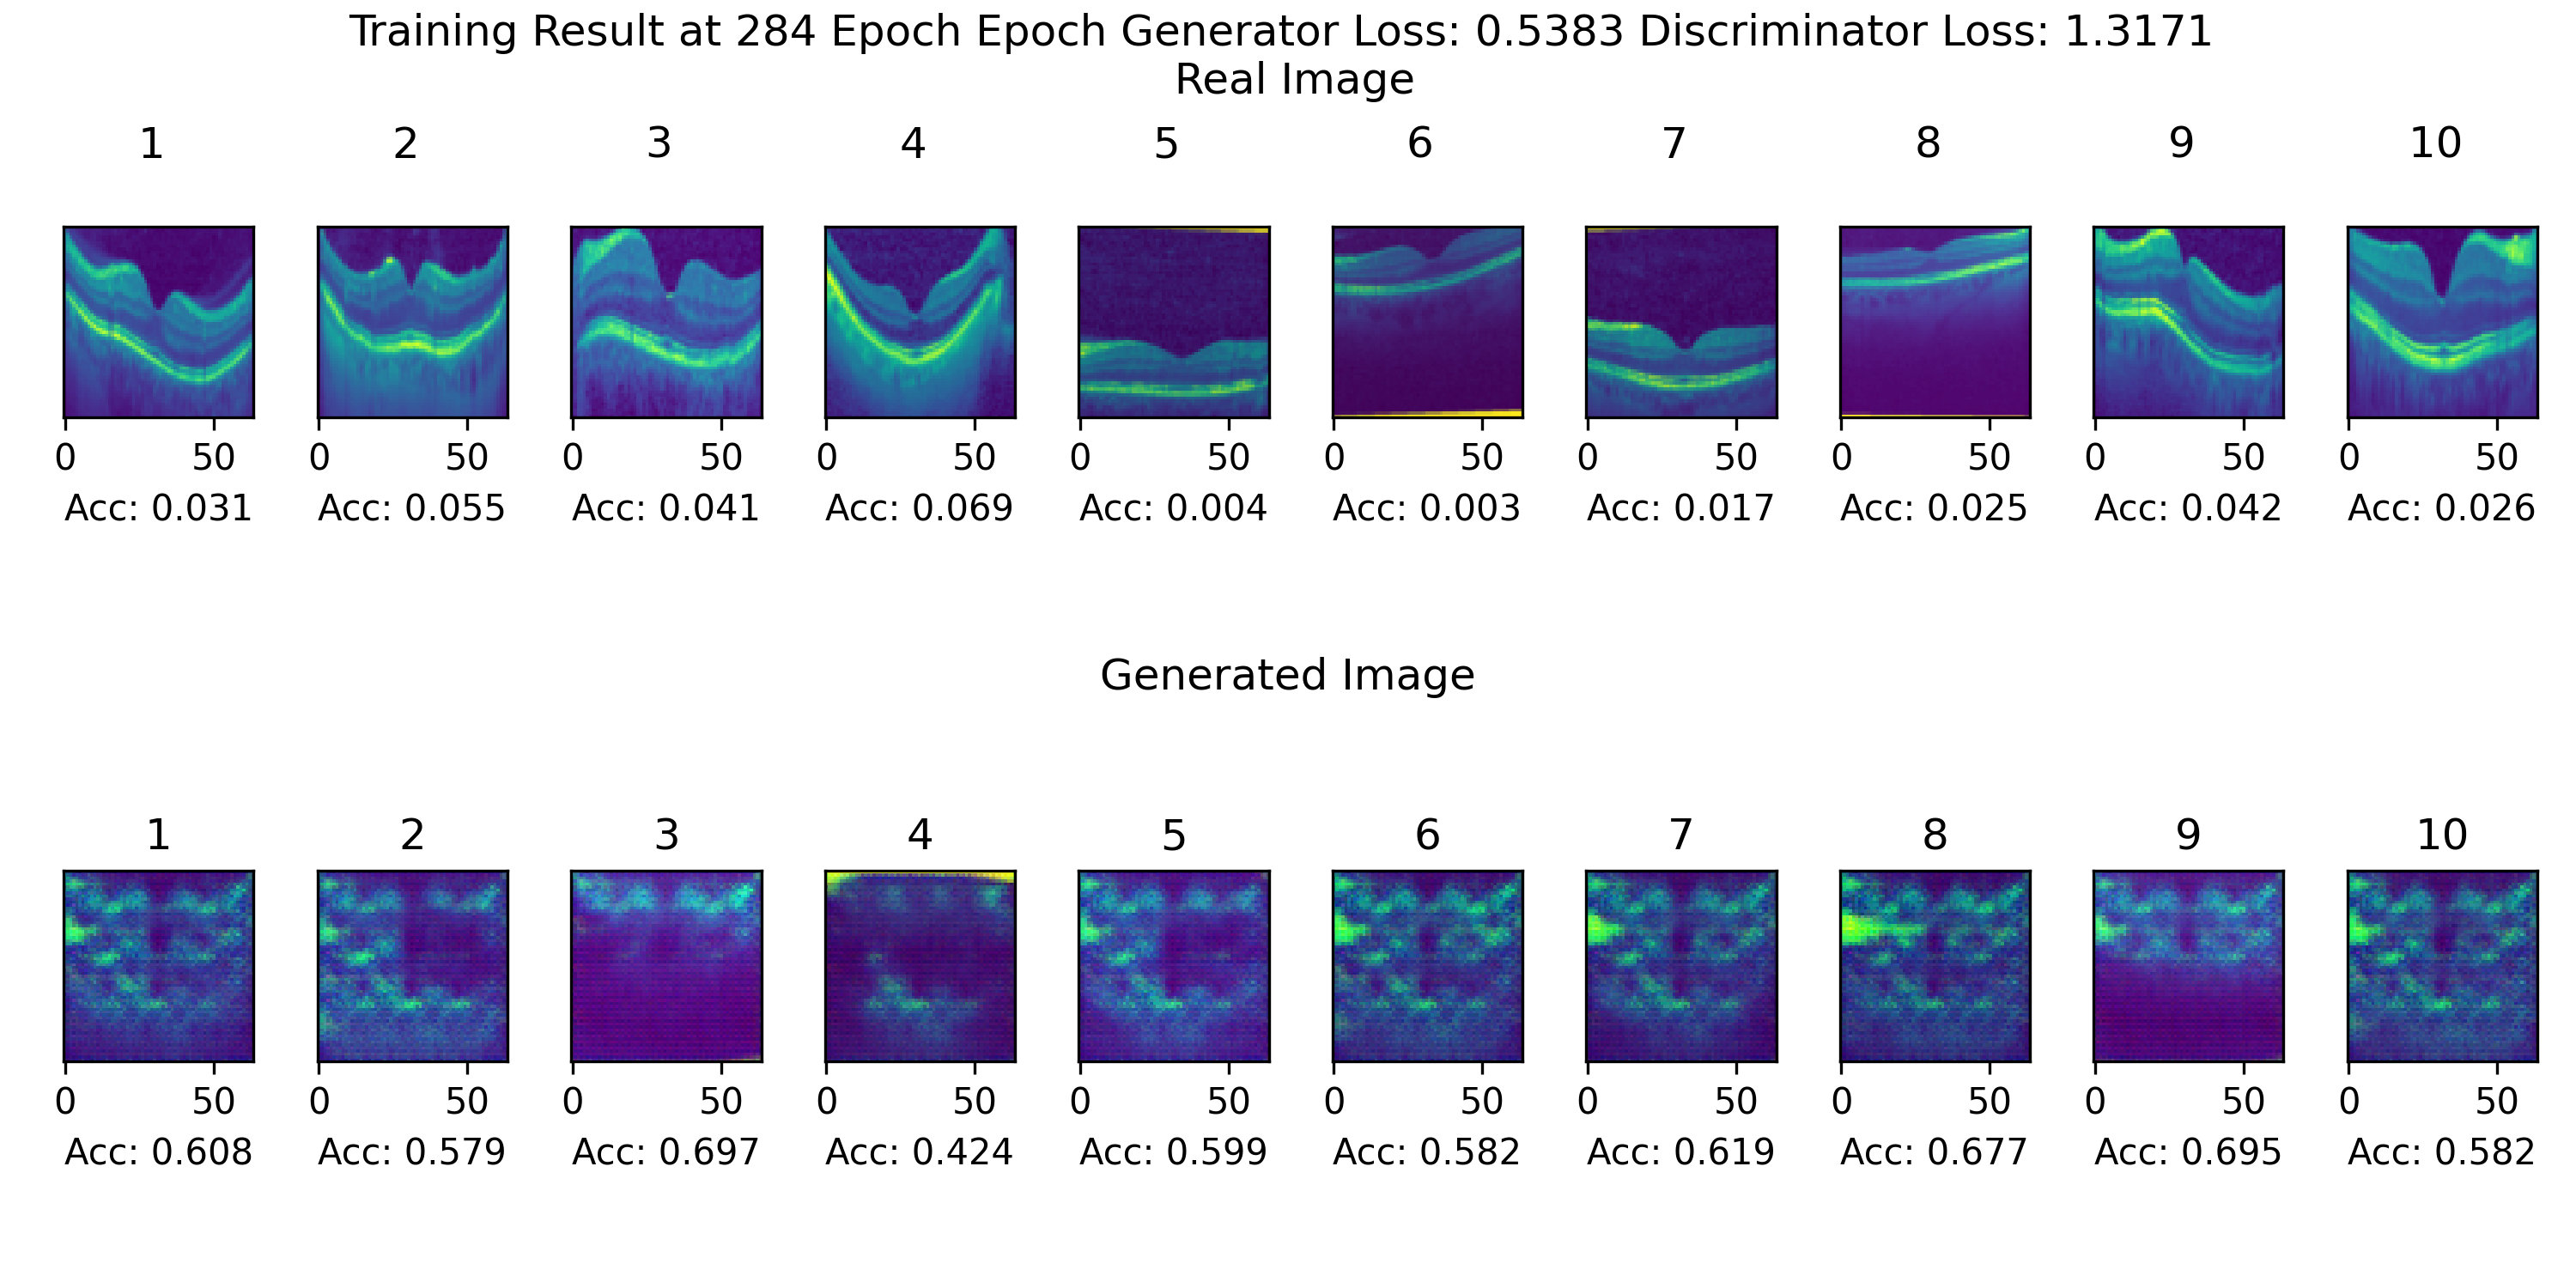 Training Result at 284 Epoch Epoch Generator Loss: 0.5383 Discriminator Loss: 1.3171
Real Image
1 2 3 4 5 6 7 8 9 10
0 50 0 50 0 50 0 50 0 50 0 50 0 50 0 50 0 50 0 50
Acc: 0.031 Acc: 0.055 Acc: 0.041 Acc: 0.069 Acc: 0.004 Acc: 0.003 Acc: 0.017 Acc: 0.025 Acc: 0.042 Acc: 0.026
Generated Image
1 2 3 4 5 6 7 8 9 10
0 50 0 50 0 50 0 50 0 50 0 50 0 50 0 50 0 50 0 50
Acc: 0.608 Acc: 0.579 Acc: 0.697 Acc: 0.424 Acc: 0.599 Acc: 0.582 Acc: 0.619 Acc: 0.677 Acc: 0.695 Acc: 0.582